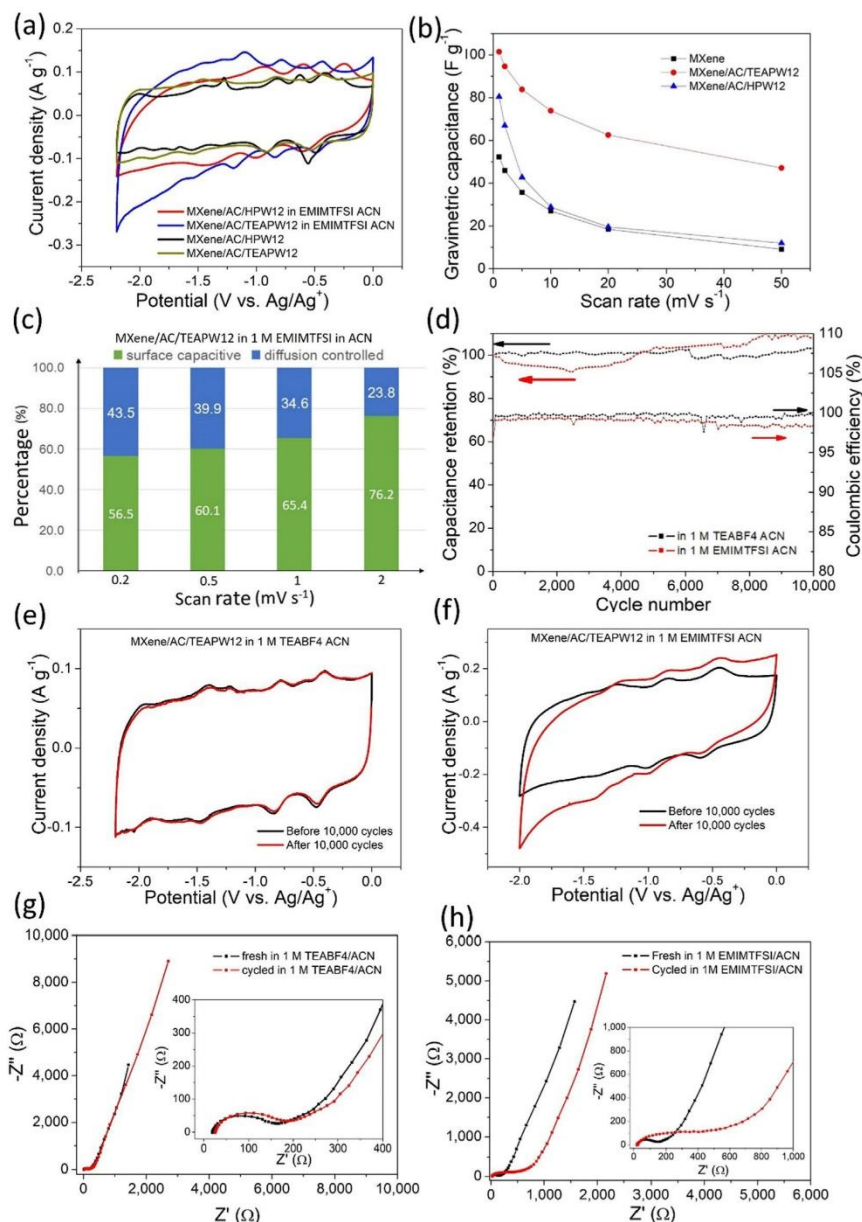 (a)
Cuurent density (A g⁻¹)
0.2
0.1
0.0
-0.1
-0.2
-0.3
MXene/AC/HPW12 in EMIMTFSI ACN
MXene/AC/TEAPW12 in EMIMTFSI ACN
MXene/AC/HPW12
MXene/AC/TEAPW12
-2.5 -2.0 -1.5 -1.0 -0.5 0.0
Potential (V vs. Ag/Ag⁺)
(b)
Gravimetric capacitance (F g⁻¹)
100
80
60
40
20
0
MXene
MXene/AC/TEAPW12
MXene/AC/HPW12
0 10 20 30 40 50
Scan rate (mV s⁻¹)
(c)
MXene/AC/TEAPW12 in 1 M EMIMTFSI in ACN
surface capacitive diffusion controlled
Percentage (%)
100.0
80.0
60.0
40.0
20.0
0.0
43.5 39.9 34.6 23.8
56.5 60.1 65.4 76.2
0.2 0.5 1 2
Scan rate (mV s⁻¹)
(d)
Capacitance retention (%)
100
80
60
40
20
0
110
105
100
95
90
85
80
Coulombic efficiency (%)
in 1 M TEABF4 ACN
in 1 M EMIMTFSI ACN
0 2,000 4,000 6,000 8,000 10,000
Cycle number
(e)
MXene/AC/TEAPW12 in 1 M TEABF4 ACN
Current density (A g⁻¹)
0.1
0.0
-0.1
Before 10,000 cycles
After 10,000 cycles
-2.5 -2.0 -1.5 -1.0 -0.5 0.0
Potential (V vs. Ag/Ag⁺)
(f)
MXene/AC/TEAPW12 in 1 M EMIMTFSI ACN
Current density (A g⁻¹)
0.2
0.0
-0.2
-0.4
Before 10,000 cycles
After 10,000 cycles
-2.0 -1.5 -1.0 -0.5 0.0
Potential (V vs. Ag/Ag⁺)
(g)
-Z" (Ω)
10,000
8,000
6,000
4,000
2,000
0
fresh in 1 M TEABF4/ACN
cycled in 1 M TEABF4/ACN
-Z" (Ω)
400
300
200
100
0
0 100 200 300 400
Z' (Ω)
0 2,000 4,000 6,000 8,000 10,000
Z' (Ω)
(h)
-Z" (Ω)
6,000
5,000
4,000
3,000
2,000
1,000
0
Fresh in 1 M EMIMTFSI/ACN
Cycled in 1M EMIMTFSI/ACN
-Z" (Ω)
1,000
800
600
400
200
0
0 200 400 600 800 1,000
Z' (Ω)
0 1,000 2,000 3,000 4,000 5,000 6,000
Z' (Ω)